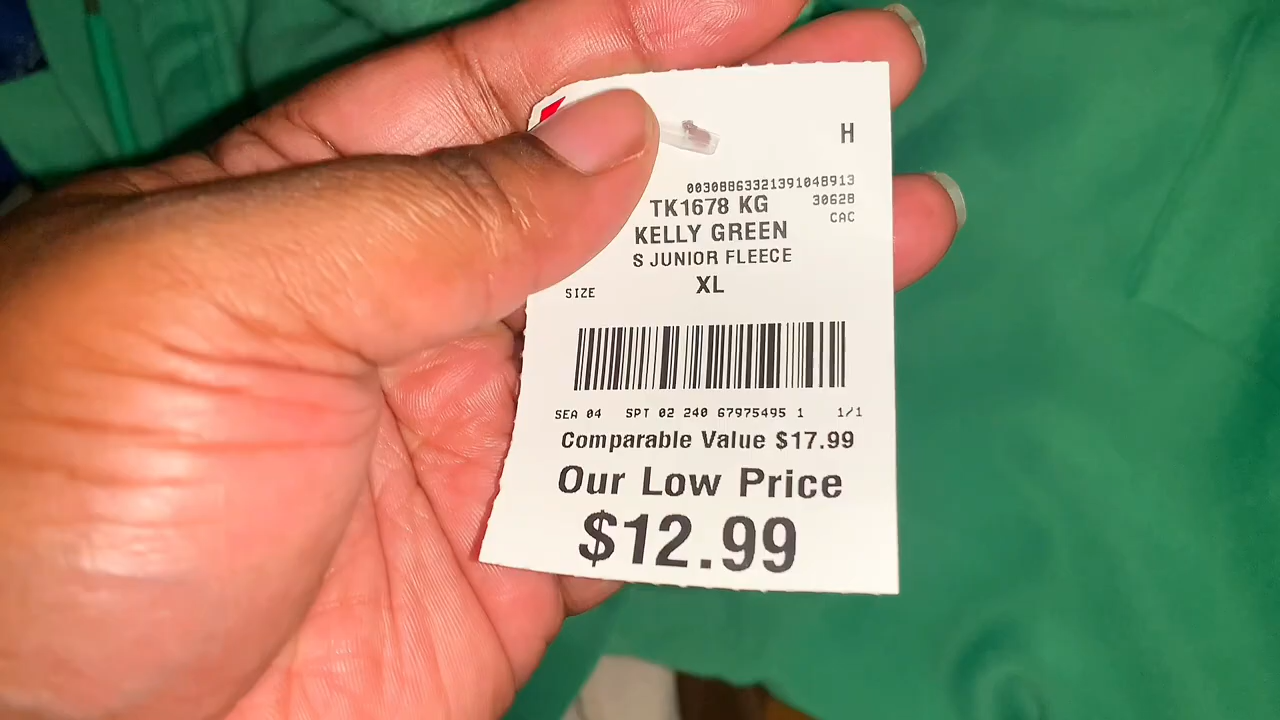 H
00308863321391048913
TK1678 KG 30628
CAC
KELLY GREEN
S JUNIOR FLEECE
SIZE XL
SEA 04 SPT 02 240 67975495 1 1/1
Comparable Value $17.99
Our Low Price
$12.99